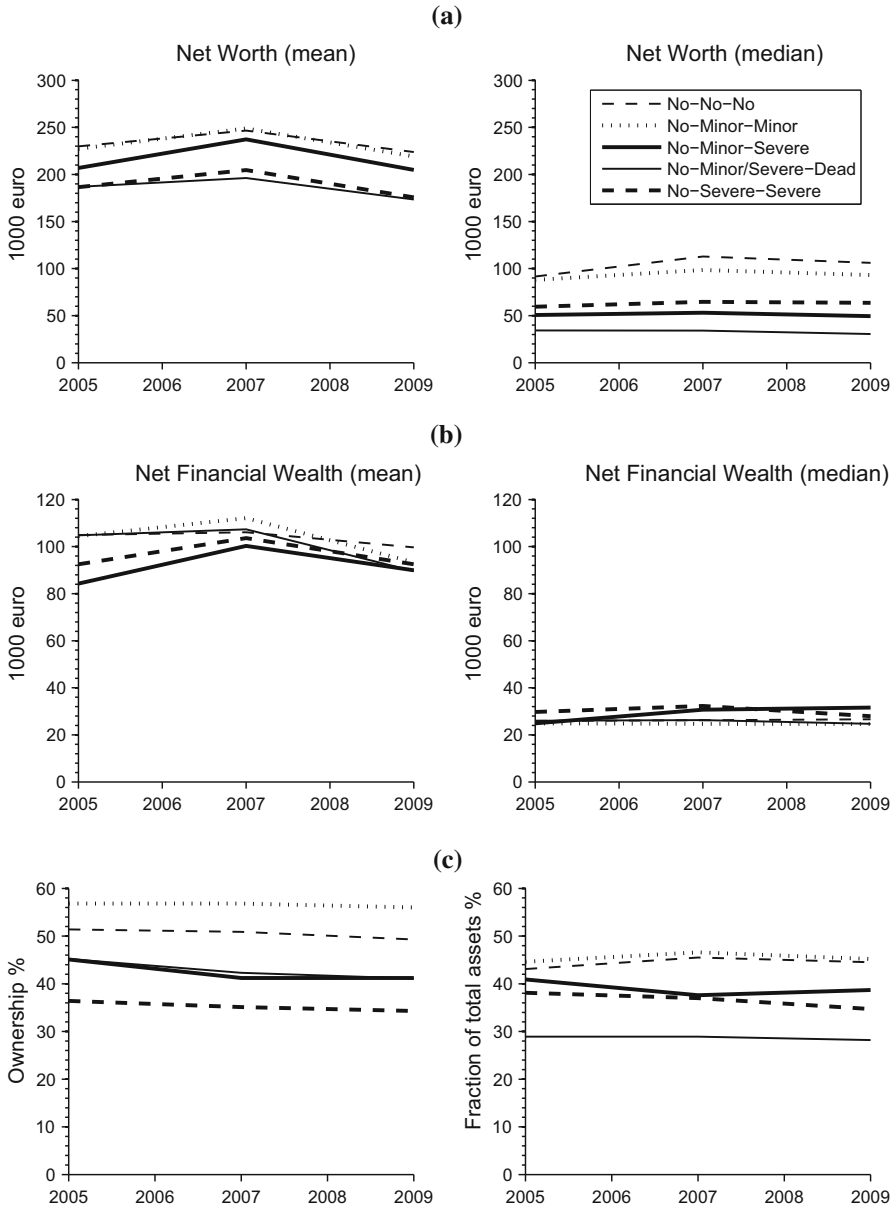 (a)
Net Worth (mean)
Net Worth (median)
300
250
200
150
100
50
0
1000 euro
2005 2006 2007 2008 2009
300
250
200
150
100
50
0
1000 euro
2005 2006 2007 2008 2009
No−No−No
No−Minor−Minor
No−Minor−Severe
No−Minor/Severe−Dead
No−Severe−Severe
(b)
Net Financial Wealth (mean)
Net Financial Wealth (median)
120
100
80
60
40
20
0
1000 euro
2005 2006 2007 2008 2009
120
100
80
60
40
20
0
1000 euro
2005 2006 2007 2008 2009
(c)
60
50
40
30
20
10
0
Ownership %
2005 2006 2007 2008 2009
60
50
40
30
20
10
0
Fraction of total assets %
2005 2006 2007 2008 2009